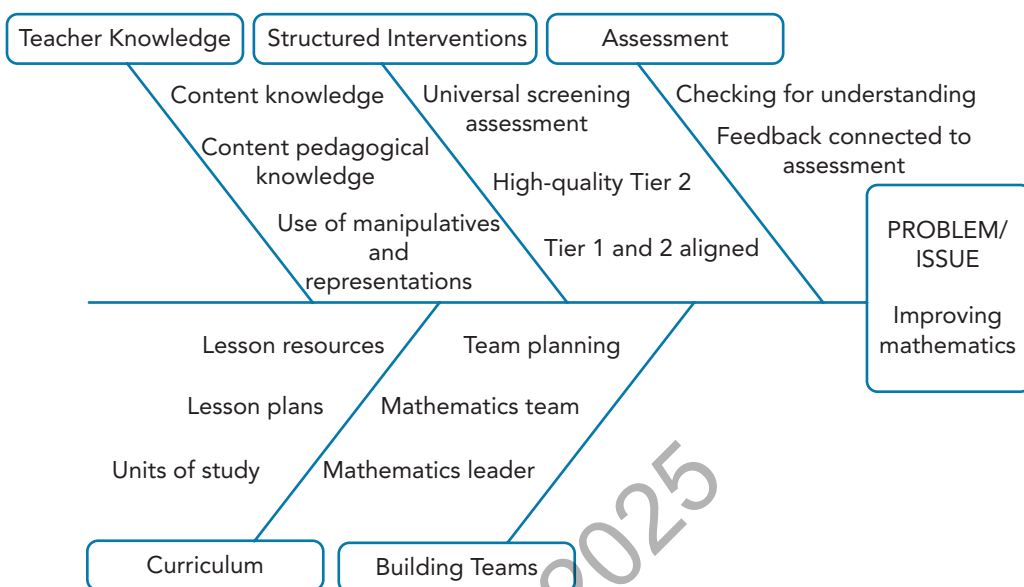 Teacher Knowledge
Structured Interventions
Assessment
Content knowledge
Content pedagogical
knowledge
Use of manipulatives
and
representations
Universal screening
assessment
High-quality Tier 2
Tier 1 and 2 aligned
Checking for understanding
Feedback connected to
assessment
PROBLEM/
ISSUE
Improving
mathematics
Lesson resources
Lesson plans
Units of study
Team planning
Mathematics team
Mathematics leader
Curriculum
Building Teams
2025